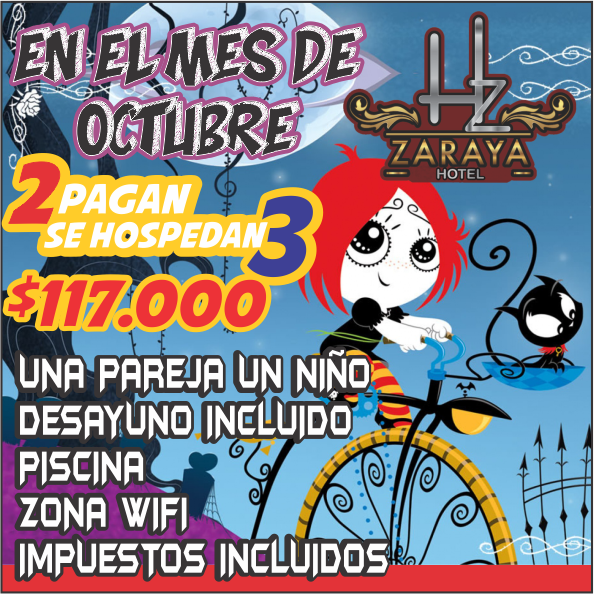 EN EL MES DE
OCTUBRE
HZ
ZARAYA
HOTEL
2 PAGAN
SE HOSPEDAN 3
$117.000
UNA PAREJA UN NIÑO
DESAYUNO INCLUIDO
PISCINA
ZONA WIFI
IMPUESTOS INCLUIDOS